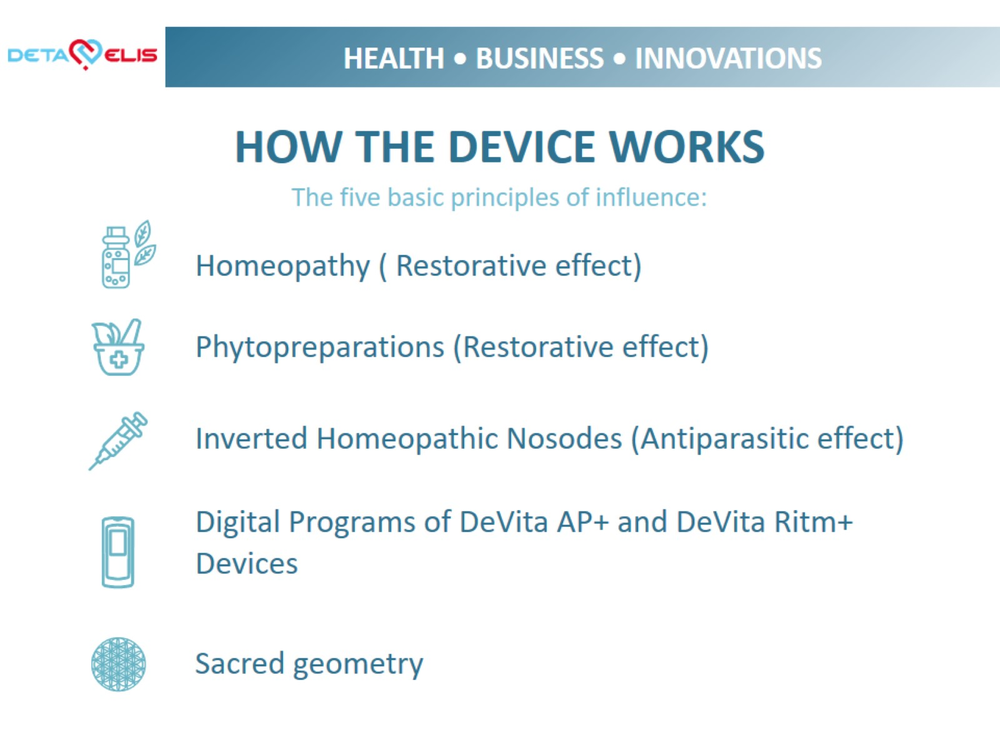 DETA ELIS
HEALTH • BUSINESS • INNOVATIONS
HOW THE DEVICE WORKS
The five basic principles of influence:
Homeopathy ( Restorative effect)
Phytopreparations (Restorative effect)
Inverted Homeopathic Nosodes (Antiparasitic effect)
Digital Programs of DeVita AP+ and DeVita Ritm+
Devices
Sacred geometry